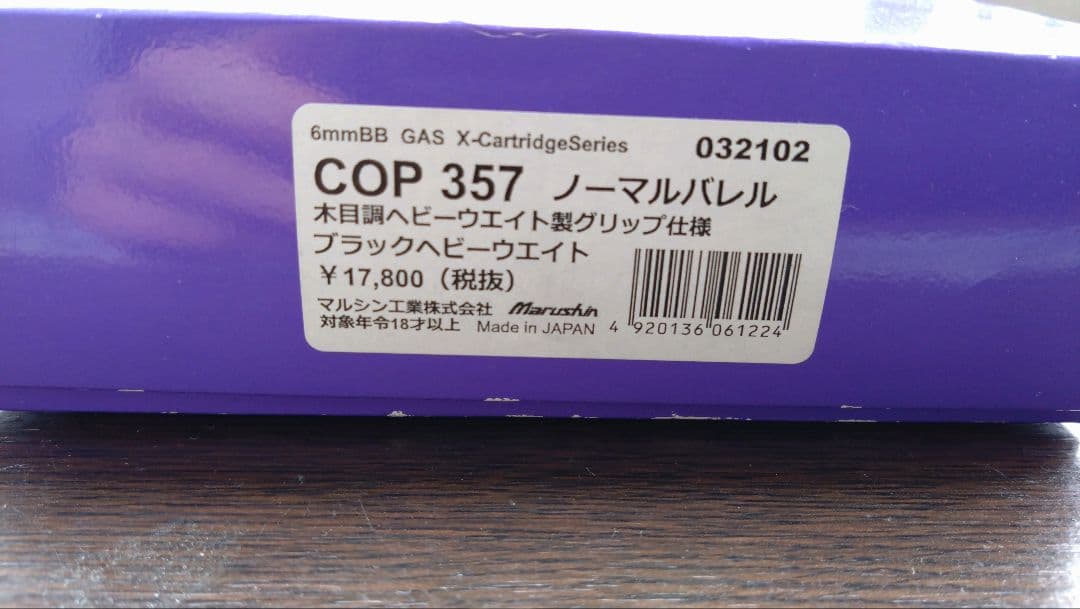 6mmBB GAS X-CartridgeSeries 032102
COP 357 ノーマルバレル
木目調ヘビーウエイト製グリップ仕様
ブラックヘビーウエイト
￥17,800（税抜）
マルシン工業株式会社 Marushin
対象年令18才以上 Made in JAPAN 4 920136 061224